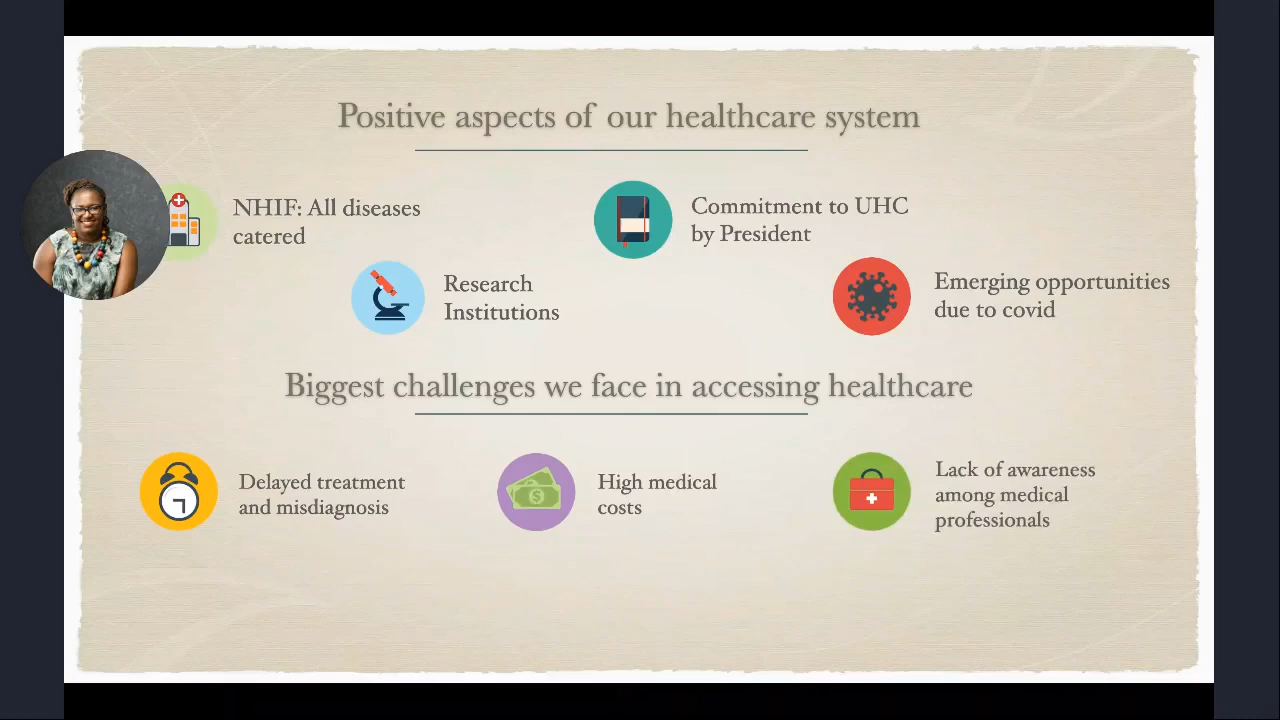 Positive aspects of our healthcare system
NHIF: All diseases
catered
Commitment to UHC
by President
Research
Institutions
Emerging opportunities
due to covid
Biggest challenges we face in accessing healthcare
Delayed treatment
and misdiagnosis
High medical
costs
Lack of awareness
among medical
professionals